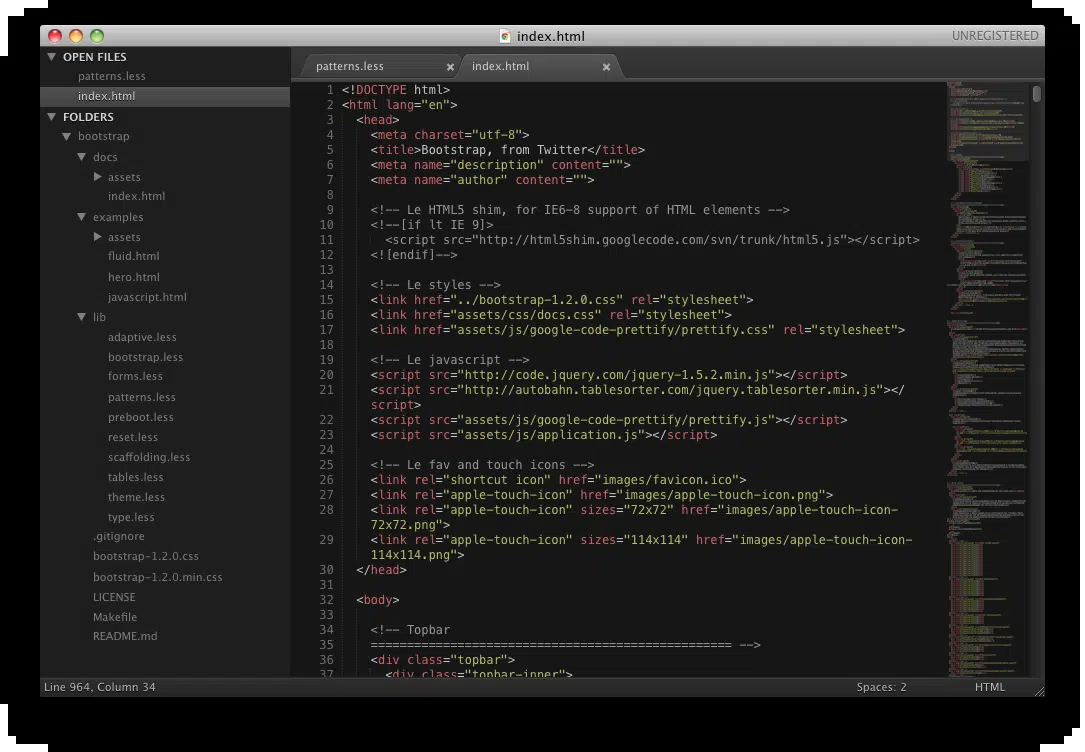 index.html
UNREGISTERED
OPEN FILES
patterns.less
index.html
FOLDERS
bootstrap
docs
assets
index.html
examples
assets
fluid.html
hero.html
javascript.html
lib
adaptive.less
bootstrap.less
forms.less
patterns.less
preboot.less
reset.less
scaffolding.less
tables.less
theme.less
type.less
.gitignore
bootstrap-1.2.0.css
bootstrap-1.2.0.min.css
LICENSE
Makefile
README.md
patterns.less × index.html ×
1 <!DOCTYPE html>
2 <html lang="en">
3 <head>
4 <meta charset="utf-8">
5 <title>Bootstrap, from Twitter</title>
6 <meta name="description" content="">
7 <meta name="author" content="">
8
9 <!-- Le HTML5 shim, for IE6-8 support of HTML elements -->
10 <!--[if lt IE 9]>
11 <script src="http://html5shim.googlecode.com/svn/trunk/html5.js"></script>
12 <![endif]-->
13
14 <!-- Le styles -->
15 <link href="../bootstrap-1.2.0.css" rel="stylesheet">
16 <link href="assets/css/docs.css" rel="stylesheet">
17 <link href="assets/js/google-code-prettify/prettify.css" rel="stylesheet">
18
19 <!-- Le javascript -->
20 <script src="http://code.jquery.com/jquery-1.5.2.min.js"></script>
21 <script src="http://autobahn.tablesorter.com/jquery.tablesorter.min.js"></
script>
22 <script src="assets/js/google-code-prettify/prettify.js"></script>
23 <script src="assets/js/application.js"></script>
24
25 <!-- Le fav and touch icons -->
26 <link rel="shortcut icon" href="images/favicon.ico">
27 <link rel="apple-touch-icon" href="images/apple-touch-icon.png">
28 <link rel="apple-touch-icon" sizes="72x72" href="images/apple-touch-icon-
72x72.png">
29 <link rel="apple-touch-icon" sizes="114x114" href="images/apple-touch-icon-
114x114.png">
30 </head>
31
32 <body>
33
34 <!-- Topbar
35 ================================================== -->
36 <div class="topbar">
37 <div class="topbar-inner">
Line 964, Column 34
Spaces: 2
HTML